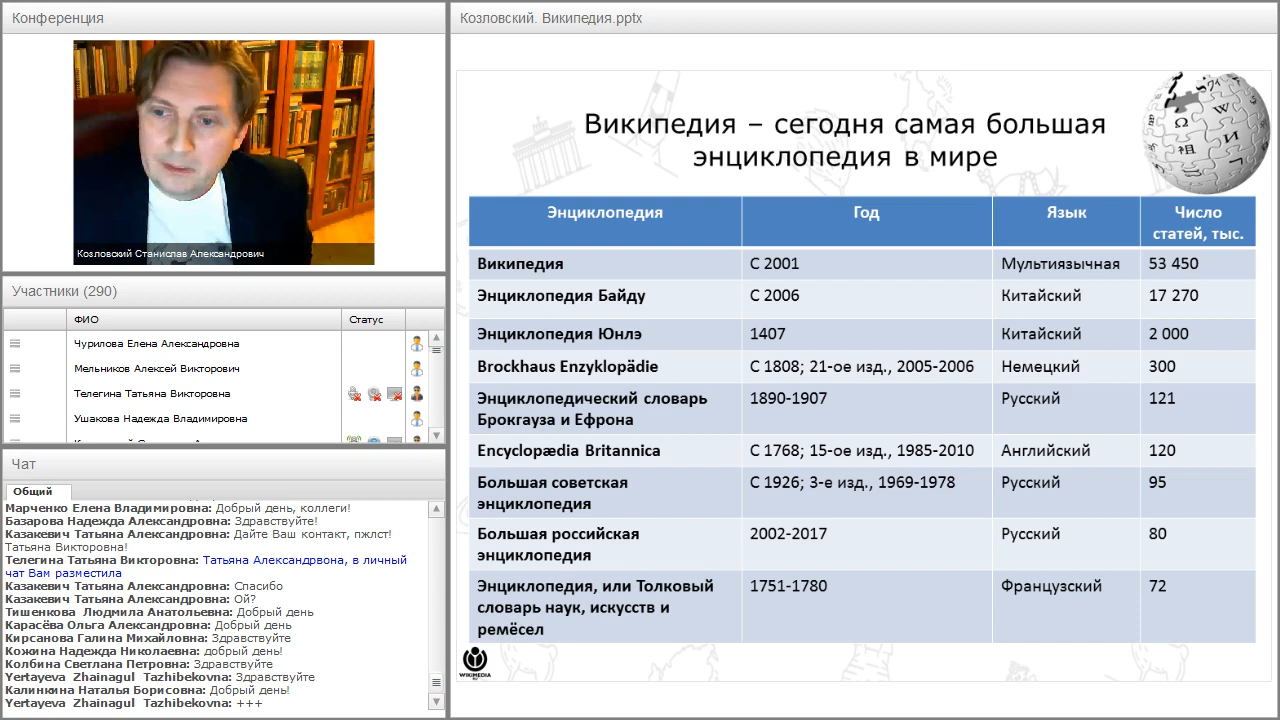 Конференция
Козловский Станислав Александрович
Участники (290)
ФИО
Статус
Чурилова Елена Александровна
Мельников Алексей Викторович
Телегина Татьяна Викторовна
Ушакова Надежда Владимировна
Чат
Общий
Марченко Елена Владимировна: Добрый день, коллеги!
Базарова Надежда Александровна: Здравствуйте!
Казакевич Татьяна Александровна: Дайте Ваш контакт, пжлст!
Татьяна Викторовна!
Телегина Татьяна Викторовна: Татьяна Александрвона, в личный
чат Вам разместила
Казакевич Татьяна Александровна: Спасибо
Казакевич Татьяна Александровна: Ой?
Тишенкова Людмила Анатольевна: Добрый день
Карасёва Ольга Александровна: Добрый день
Кирсанова Галина Михайловна: Здравствуйте
Кожина Надежда Николаевна: добрый день!
Колбина Светлана Петровна: Здравствуйте
Yertayeva Zhainagul Tazhibekovna: Здравствуйте
Калинкина Наталья Борисовна: Добрый день!
Yertayeva Zhainagul Tazhibekovna: +++
Козловский. Википедия.pptx
Википедия – сегодня самая большая
энциклопедия в мире
Энциклопедия Год Язык Число
статей, тыс.
Википедия С 2001 Мультиязычная 53 450
Энциклопедия Байду С 2006 Китайский 17 270
Энциклопедия Юнлэ 1407 Китайский 2 000
Brockhaus Enzyklopädie С 1808; 21-ое изд., 2005-2006 Немецкий 300
Энциклопедический словарь 1890-1907 Русский 121
Брокгауза и Ефрона
Encyclopædia Britannica С 1768; 15-ое изд., 1985-2010 Английский 120
Большая советская С 1926; 3-е изд., 1969-1978 Русский 95
энциклопедия
Большая российская 2002-2017 Русский 80
энциклопедия
Энциклопедия, или Толковый 1751-1780 Французский 72
словарь наук, искусств и
ремёсел
WIKIMEDIA
RU